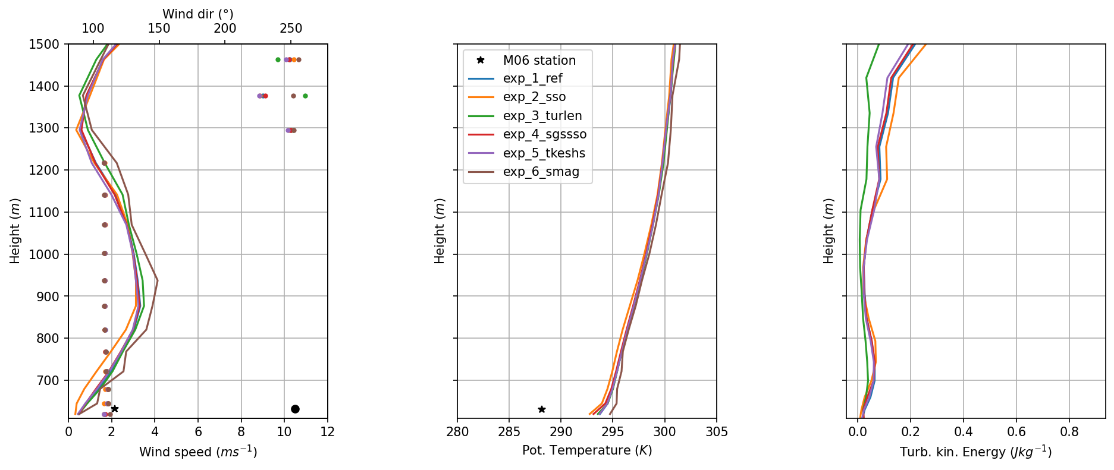 Wind dir (°)
100 150 200 250
1500
1400
1300
1200
1100
1000
900
800
700
Height (m)
0 2 4 6 8 10 12
Wind speed (ms⁻¹)
M06 station
exp_1_ref
exp_2_sso
exp_3_turlen
exp_4_sgssso
exp_5_tkeshs
exp_6_smag
Height (m)
280 285 290 295 300 305
Pot. Temperature (K)
Height (m)
0.0 0.2 0.4 0.6 0.8
Turb. kin. Energy (Jkg⁻¹)